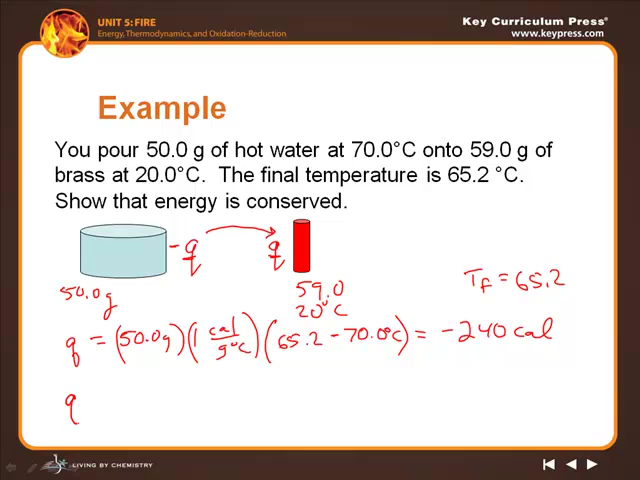 UNIT 5: FIRE
Energy, Thermodynamics, and Oxidation-Reduction
Key Curriculum Press®
www.keypress.com
Example
You pour 50.0 g of hot water at 70.0°C onto 59.0 g of
brass at 20.0°C. The final temperature is 65.2 °C.
Show that energy is conserved.
-q
q
50.0g
59.0
20°C
Tf = 65.2
q = (50.0g)(1 cal/g°C)(65.2 - 70.0°C) = -240 cal
q
LIVING BY CHEMISTRY